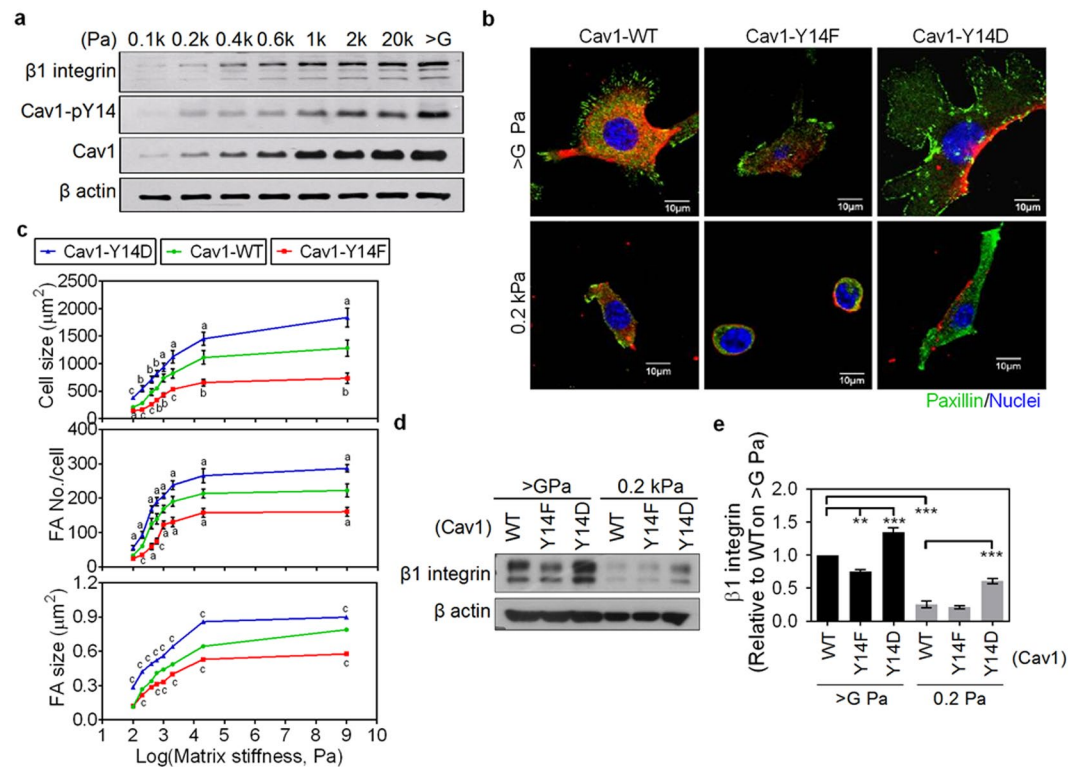 a
(Pa) 0.1k 0.2k 0.4k 0.6k 1k 2k 20k >G
β1 integrin
Cav1-pY14
Cav1
β actin
b
Cav1-WT Cav1-Y14F Cav1-Y14D
>G Pa
10μm 10μm 10μm
0.2 kPa
10μm 10μm 10μm
Paxillin/Nuclei
c
Cav1-Y14D Cav1-WT Cav1-Y14F
Cell size (μm²)
2500
2000
1500
1000
500
0
FA No./cell
400
300
200
100
0
FA size (μm²)
1.2
0.9
0.6
0.3
0.0
1 2 3 4 5 6 7 8 9 10
Log(Matrix stiffness, Pa)
d
>GPa 0.2 kPa
(Cav1) WT Y14F Y14D WT Y14F Y14D
β1 integrin
β actin
e
β1 integrin
(Relative to WT on >G Pa)
2.0
1.5
1.0
0.5
0.0
** *** *** ***
WT Y14F Y14D WT Y14F Y14D (Cav1)
>G Pa 0.2 Pa